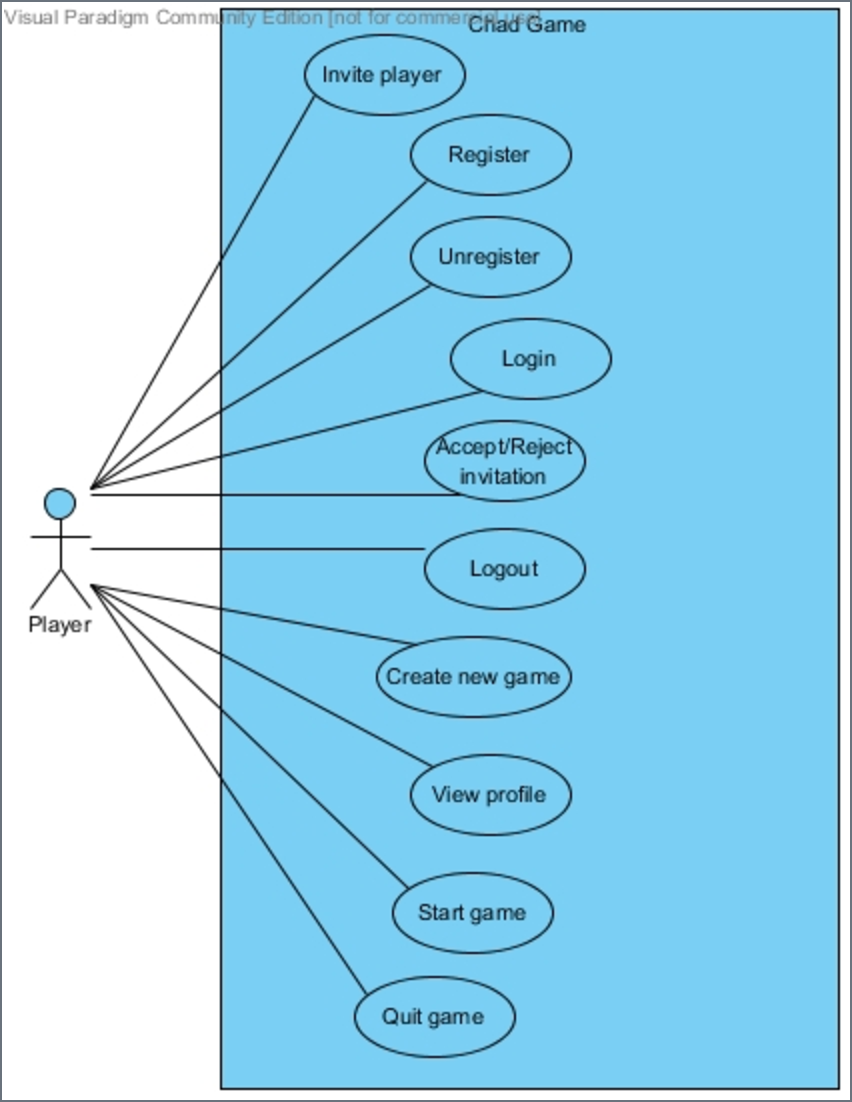 Visual Paradigm Community Edition [not for commercial use]
Chad Game
Invite player
Register
Unregister
Login
Accept/Reject
invitation
Logout
Player
Create new game
View profile
Start game
Quit game